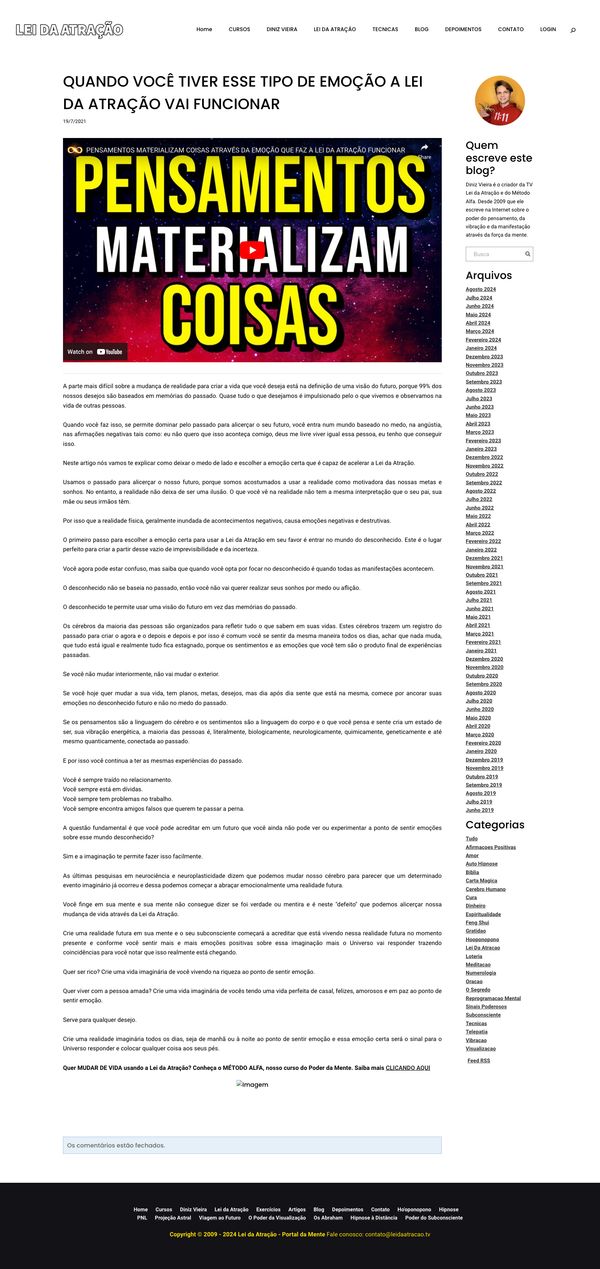 LEI DA ATRAÇÃO
Home CURSOS DINIZ VIEIRA LEI DA ATRAÇÃO TECNICAS BLOG DEPOIMENTOS CONTATO LOGIN
QUANDO VOCÊ TIVER ESSE TIPO DE EMOÇÃO A LEI
DA ATRAÇÃO VAI FUNCIONAR
19/7/2021
PENSAMENTOS MATERIALIZAM COISAS ATRAVÉS DA EMOÇÃO QUE FAZ A LEI DA ATRAÇÃO FUNCIONAR
Share
PENSAMENTOS
MATERIALIZAM
COISAS
Watch on YouTube
A parte mais difícil sobre a mudança de realidade para criar a vida que você deseja está na definição de uma visão do futuro, porque 99% dos
nossos desejos são baseados em memórias do passado. Quase tudo o que desejamos é impulsionado pelo o que vivemos e observamos na
vida de outras pessoas.
Quando você faz isso, se permite dominar pelo passado para alicerçar o seu futuro, você entra num mundo baseado no medo, na angústia,
nas afirmações negativas tais como: eu não quero que isso aconteça comigo, deus me livre viver igual essa pessoa, eu tenho que conseguir
isso.
Neste artigo nós vamos te explicar como deixar o medo de lado e escolher a emoção certa que é capaz de acelerar a Lei da Atração.
Usamos o passado para alicerçar o nosso futuro, porque somos acostumados a usar a realidade como motivadora das nossas metas e
sonhos. No entanto, a realidade não deixa de ser uma ilusão. O que você vê na realidade não tem a mesma interpretação que o seu pai, sua
mãe ou seus irmãos têm.
Por isso que a realidade física, geralmente inundada de acontecimentos negativos, causa emoções negativas e destrutivas.
O primeiro passo para escolher a emoção certa para usar a Lei da Atração em seu favor é entrar no mundo do desconhecido. Este é o lugar
perfeito para criar a partir desse vazio de imprevisibilidade e da incerteza.
Você agora pode estar confuso, mas saiba que quando você opta por focar no desconhecido é quando todas as manifestações acontecem.
O desconhecido não se baseia no passado, então você não vai querer realizar seus sonhos por medo ou aflição.
O desconhecido te permite usar uma visão do futuro em vez das memórias do passado.
Os cérebros da maioria das pessoas são organizados para refletir tudo o que sabem em suas vidas. Estes cérebros trazem um registro do
passado para criar o agora e o depois e depois e por isso é comum você se sentir da mesma maneira todos os dias, achar que nada muda,
que tudo está igual e realmente tudo fica estagnado, porque os sentimentos e as emoções que você tem são o produto final de experiências
passadas.
Se você não mudar interiormente, não vai mudar o exterior.
Se você hoje quer mudar a sua vida, tem planos, metas, desejos, mas dia após dia sente que está na mesma, comece por ancorar suas
emoções no desconhecido futuro e não no medo do passado.
Se os pensamentos são a linguagem do cérebro e os sentimentos são a linguagem do corpo e o que você pensa e sente cria um estado de
ser, sua vibração energética, a maioria das pessoas é, literalmente, biologicamente, neurologicamente, quimicamente, geneticamente e até
mesmo quanticamente, conectada ao passado.
E por isso você continua a ter as mesmas experiências do passado.
Você é sempre traído no relacionamento.
Você sempre está em dívidas.
Você sempre tem problemas no trabalho.
Você sempre encontra amigos falsos que querem te passar a perna.
A questão fundamental é que você pode acreditar em um futuro que você ainda não pode ver ou experimentar a ponto de sentir emoções
sobre esse mundo desconhecido?
Sim e a imaginação te permite fazer isso facilmente.
As últimas pesquisas em neurociência e neuroplasticidade dizem que podemos mudar nosso cérebro para parecer que um determinado
evento imaginário já ocorreu e dessa podemos começar a abraçar emocionalmente uma realidade futura.
Você finge em sua mente e sua mente não consegue dizer se foi verdade ou mentira e é neste "defeito" que podemos alicerçar nossa
mudança de vida através da Lei da Atração.
Crie uma realidade futura em sua mente e o seu subconsciente começará a acreditar que está vivendo nessa realidade futura no momento
presente e conforme você sentir mais e mais emoções positivas sobre essa imaginação mais o Universo vai responder trazendo
coincidências para você notar que isso realmente está chegando.
Quer ser rico? Crie uma vida imaginária de você vivendo na riqueza ao ponto de sentir emoção.
Quer viver com a pessoa amada? Crie uma vida imaginária de vocês tendo uma vida perfeita de casal, felizes, amorosos e em paz ao ponto de
sentir emoção.
Serve para qualquer desejo.
Crie uma realidade imaginária todos os dias, seja de manhã ou à noite ao ponto de sentir emoção e essa emoção certa será o sinal para o
Universo responder e colocar qualquer coisa aos seus pés.
Quer MUDAR DE VIDA usando a Lei da Atração? Conheça o MÉTODO ALFA, nosso curso do Poder da Mente. Saiba mais CLICANDO AQUI
Imagem
Os comentários estão fechados.
11:11
Quem
escreve este
blog?
Diniz Vieira é o criador da TV
Lei da Atração e do Método
Alfa. Desde 2009 que ele
escreve na Internet sobre o
poder do pensamento, da
vibração e da manifestação
através da força da mente.
Busca
Arquivos
Agosto 2024
Julho 2024
Junho 2024
Maio 2024
Abril 2024
Março 2024
Fevereiro 2024
Janeiro 2024
Dezembro 2023
Novembro 2023
Outubro 2023
Setembro 2023
Agosto 2023
Julho 2023
Junho 2023
Maio 2023
Abril 2023
Março 2023
Fevereiro 2023
Janeiro 2023
Dezembro 2022
Novembro 2022
Outubro 2022
Setembro 2022
Agosto 2022
Julho 2022
Junho 2022
Maio 2022
Abril 2022
Março 2022
Fevereiro 2022
Janeiro 2022
Dezembro 2021
Novembro 2021
Outubro 2021
Setembro 2021
Agosto 2021
Julho 2021
Junho 2021
Maio 2021
Abril 2021
Março 2021
Fevereiro 2021
Janeiro 2021
Dezembro 2020
Novembro 2020
Outubro 2020
Setembro 2020
Agosto 2020
Julho 2020
Junho 2020
Maio 2020
Abril 2020
Março 2020
Fevereiro 2020
Janeiro 2020
Dezembro 2019
Novembro 2019
Outubro 2019
Setembro 2019
Agosto 2019
Julho 2019
Junho 2019
Categorias
Tudo
Afirmacoes Positivas
Amor
Auto Hipnose
Bíblia
Carta Magica
Cerebro Humano
Cura
Dinheiro
Espiritualidade
Feng Shui
Gratidao
Hooponopono
Lei Da Atracao
Loteria
Meditacao
Numerologia
Oracao
O Segredo
Reprogramacao Mental
Sinais Poderosos
Subconsciente
Tecnicas
Telepatia
Vibracao
Visualizacao
Feed RSS
Home Cursos Diniz Vieira Lei da Atração Exercícios Artigos Blog Depoimentos Contato Ho'oponopono Hipnose
PNL Projeção Astral Viagem ao Futuro O Poder da Visualização Os Abraham Hipnose à Distância Poder do Subconsciente
Copyright © 2009 - 2024 Lei da Atração - Portal da Mente Fale conosco: contato@leidaatracao.tv